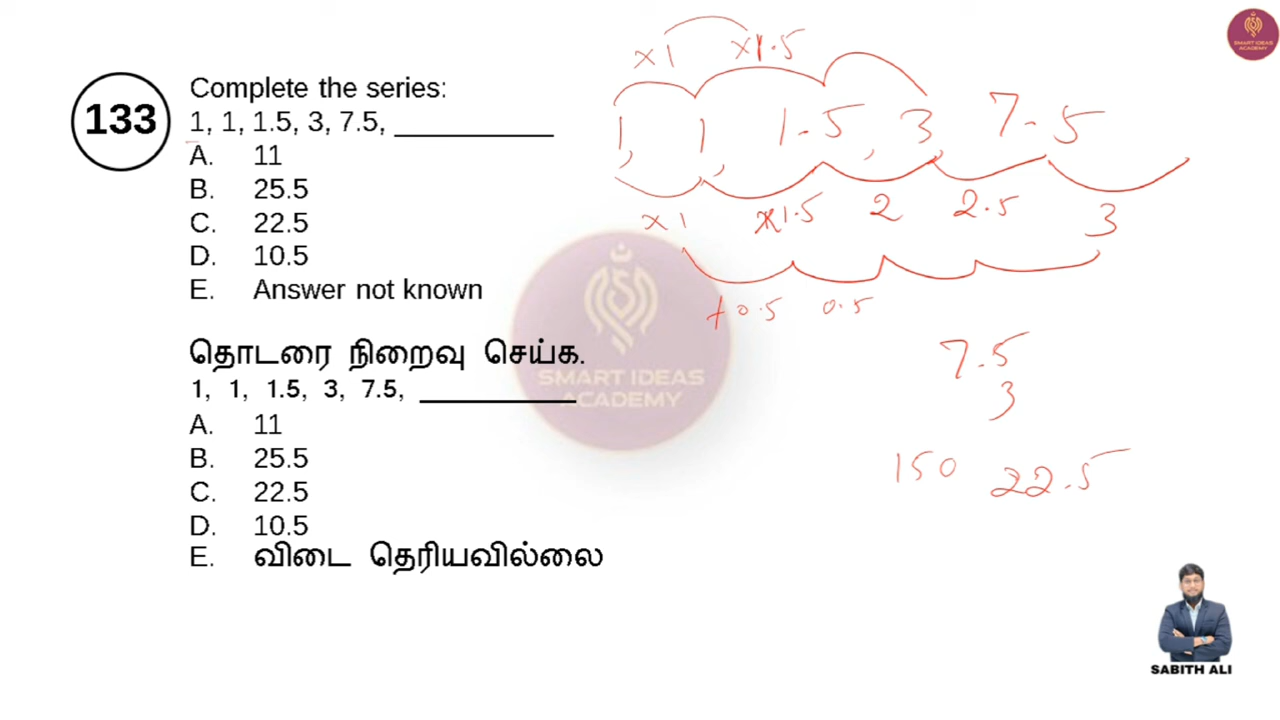 SMART IDEAS
ACADEMY
133
Complete the series:
1, 1, 1.5, 3, 7.5, ___________
A. 11
B. 25.5
C. 22.5
D. 10.5
E. Answer not known
தொடரை நிறைவு செய்க.
1, 1, 1.5, 3, 7.5, ___________
A. 11
B. 25.5
C. 22.5
D. 10.5
E. விடை தெரியவில்லை
×1 ×1.5
1, 1, 1.5, 3, 7.5
×1 ×1.5 2 2.5 3
+0.5 0.5
7.5
3
150 22.5
SMART IDEAS
ACADEMY
SABITH ALI